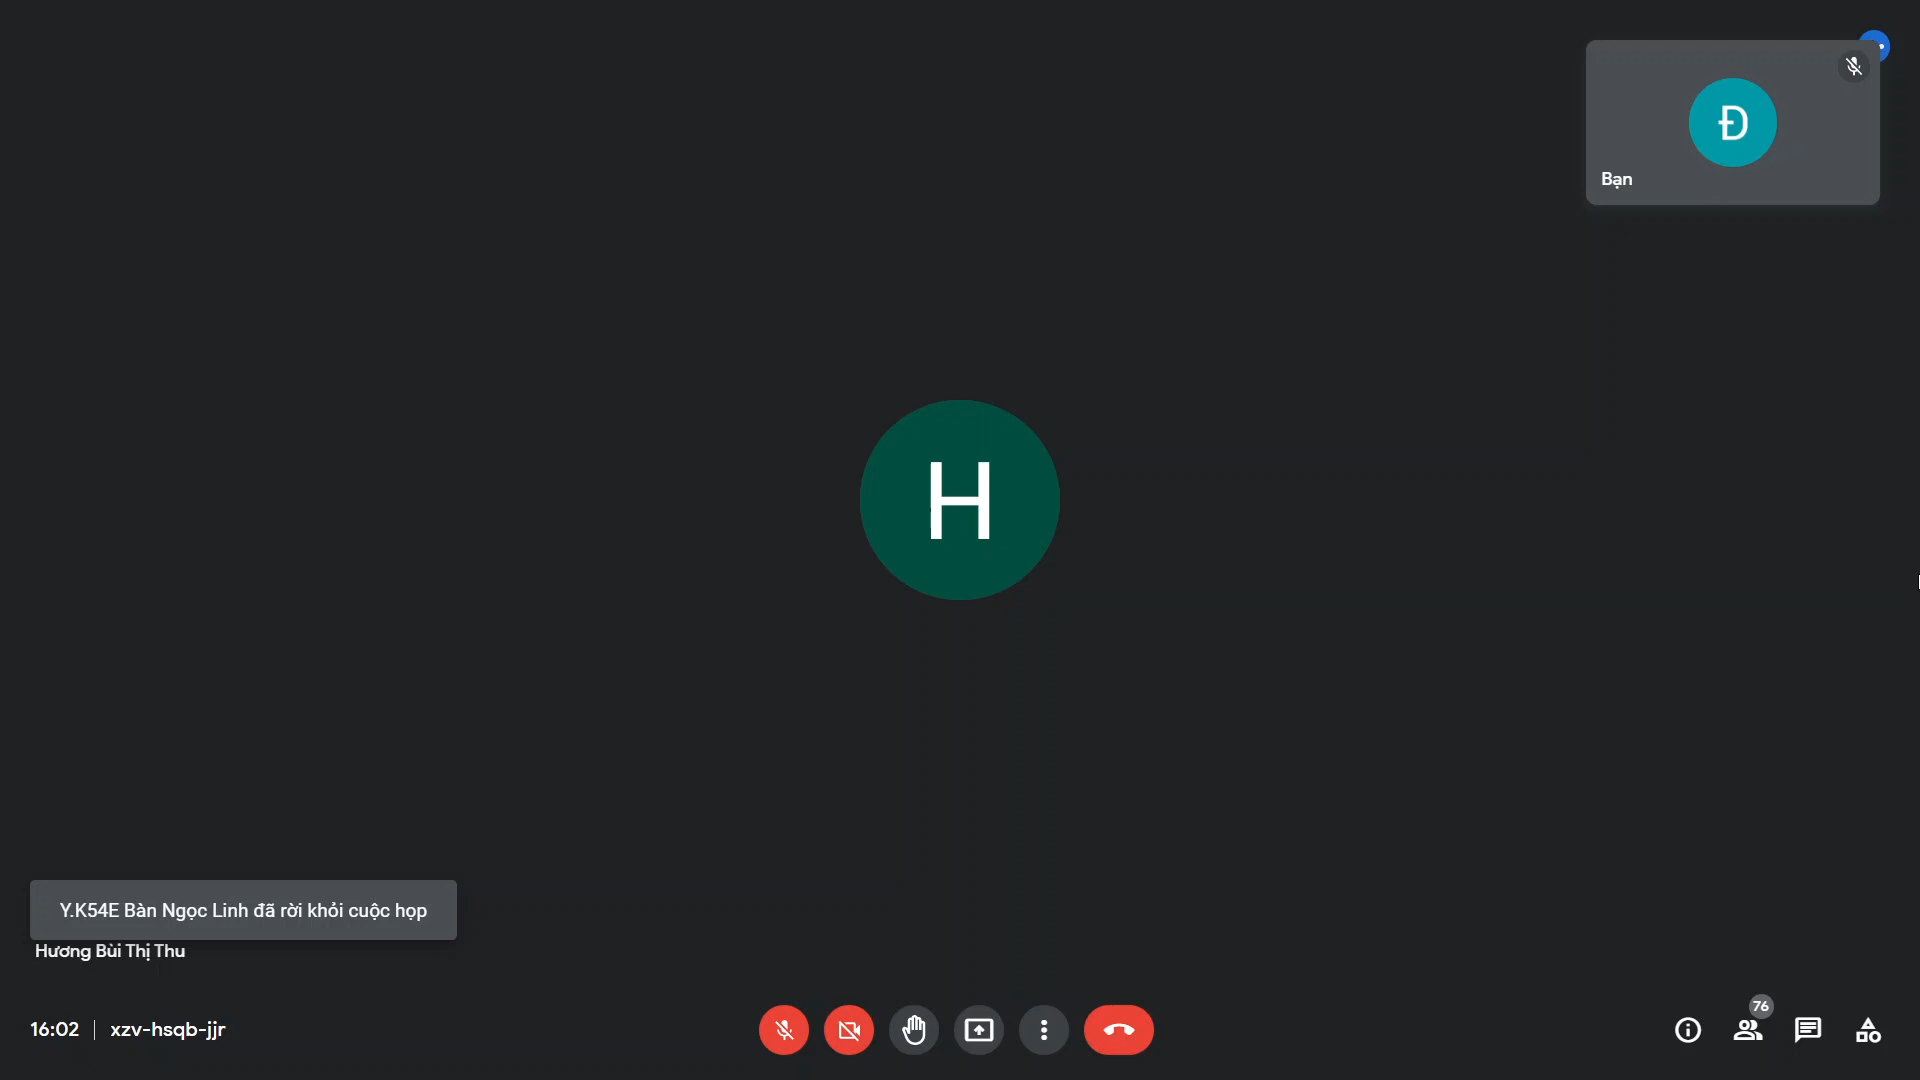 Đ
Bạn
H
Y.K54E Bàn Ngọc Linh đã rời khỏi cuộc họp
Hương Bùi Thị Thu
16:02 | xzv-hsqb-jjr
76